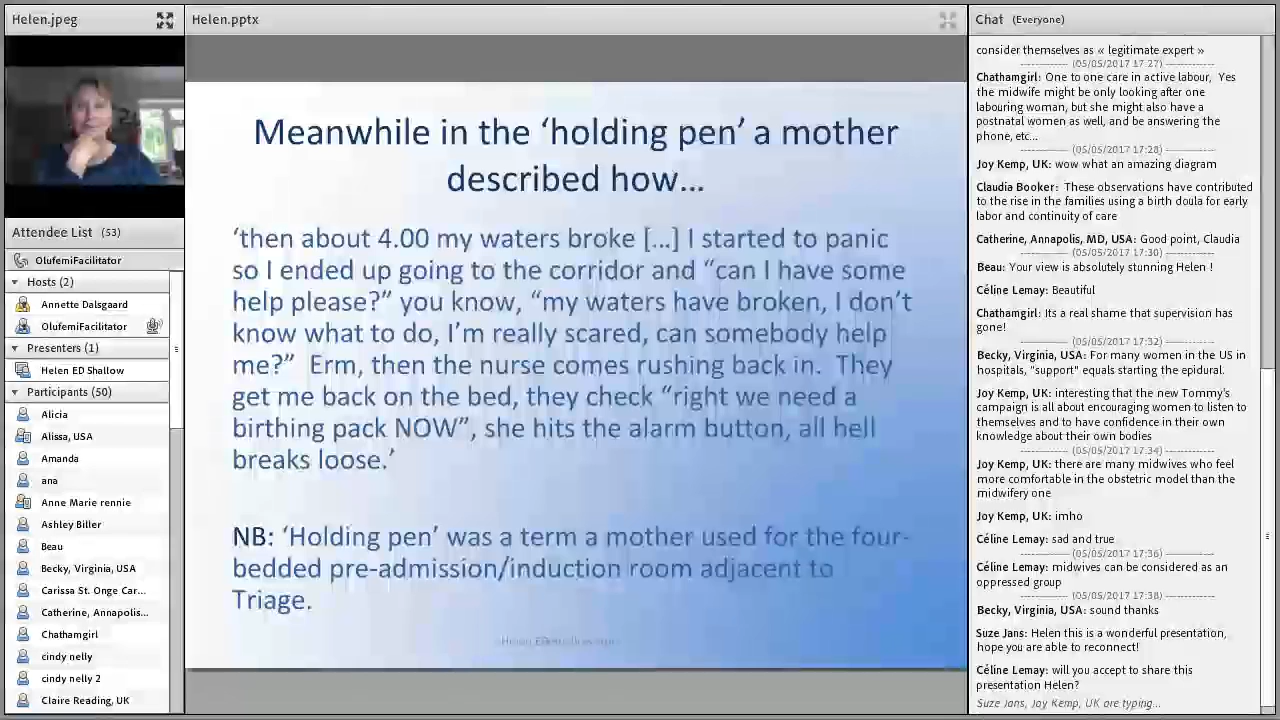 Helen.jpeg
Attendee List (53)
OlufemiFacilitator
Hosts (2)
Annette Dalsgaard
OlufemiFacilitator
Presenters (1)
Helen ED Shallow
Participants (50)
Alicia
Alissa, USA
Amanda
ana
Anne Marie rennie
Ashley Biller
Beau
Becky, Virginia, USA
Carissa St. Onge Car...
Catherine, Annapolis...
Chathamgirl
cindy nelly
cindy nelly 2
Claire Reading, UK
Helen.pptx
Meanwhile in the ‘holding pen’ a mother
described how…
‘then about 4.00 my waters broke […] I started to panic
so I ended up going to the corridor and “can I have some
help please?” you know, “my waters have broken, I don’t
know what to do, I’m really scared, can somebody help
me?”  Erm, then the nurse comes rushing back in.  They
get me back on the bed, they check “right we need a
birthing pack NOW”, she hits the alarm button, all hell
breaks loose.’
NB: ‘Holding pen’ was a term a mother used for the four-
bedded pre-admission/induction room adjacent to
Triage.
Chat (Everyone)
consider themselves as « legitimate expert »
------------ (05/05/2017 17:27) ------------
Chathamgirl: One to one care in active labour,  Yes
the midwife might be only looking after one
labouring woman, but she might also have a
postnatal women as well, and be answering the
phone, etc...
------------ (05/05/2017 17:28) ------------
Joy Kemp, UK: wow what an amazing diagram
Claudia Booker:  These observations have contributed
to the rise in the families using a birth doula for early
labor and continuity of care
Catherine, Annapolis, MD, USA: Good point, Claudia
------------ (05/05/2017 17:30) ------------
Beau: Your view is absolutely stunning Helen !
Céline Lemay: Beautiful
Chathamgirl: Its a real shame that supervision has
gone!
------------ (05/05/2017 17:32) ------------
Becky, Virginia, USA: For many women in the US in
hospitals, "support" equals starting the epidural.
Joy Kemp, UK: interesting that the new Tommy's
campaign is all about encouraging women to listen to
themselves and to have confidence in their own
knowledge about their own bodies
------------ (05/05/2017 17:34) ------------
Joy Kemp, UK: there are many midwives who feel
more comfortable in the obstetric model than the
midwifery one
Joy Kemp, UK: imho
Céline Lemay: sad and true
------------ (05/05/2017 17:36) ------------
Céline Lemay: midwives can be considered as an
oppressed group
------------ (05/05/2017 17:38) ------------
Becky, Virginia, USA: sound thanks
Suze Jans: Helen this is a wonderful presentation,
hope you are able to reconnect!
Céline Lemay: will you accept to share this
presentation Helen?
Suze Jans, Joy Kemp, UK are typing...